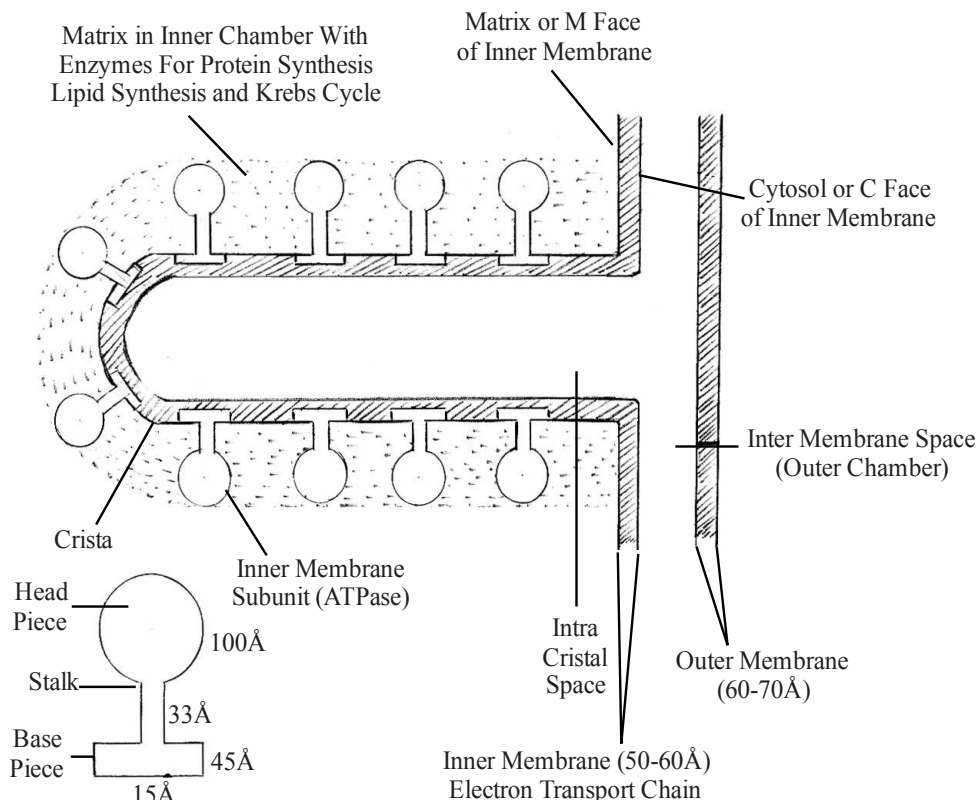 Matrix in Inner Chamber With
Enzymes For Protein Synthesis
Lipid Synthesis and Krebs Cycle
Matrix or M Face
of Inner Membrane
Cytosol or C Face
of Inner Membrane
Inter Membrane Space
(Outer Chamber)
Crista
Inner Membrane
Subunit (ATPase)
Head
Piece
100Å
Stalk
33Å
Base
Piece
45Å
15Å
Intra
Cristal
Space
Outer Membrane
(60-70Å)
Inner Membrane (50-60Å)
Electron Transport Chain